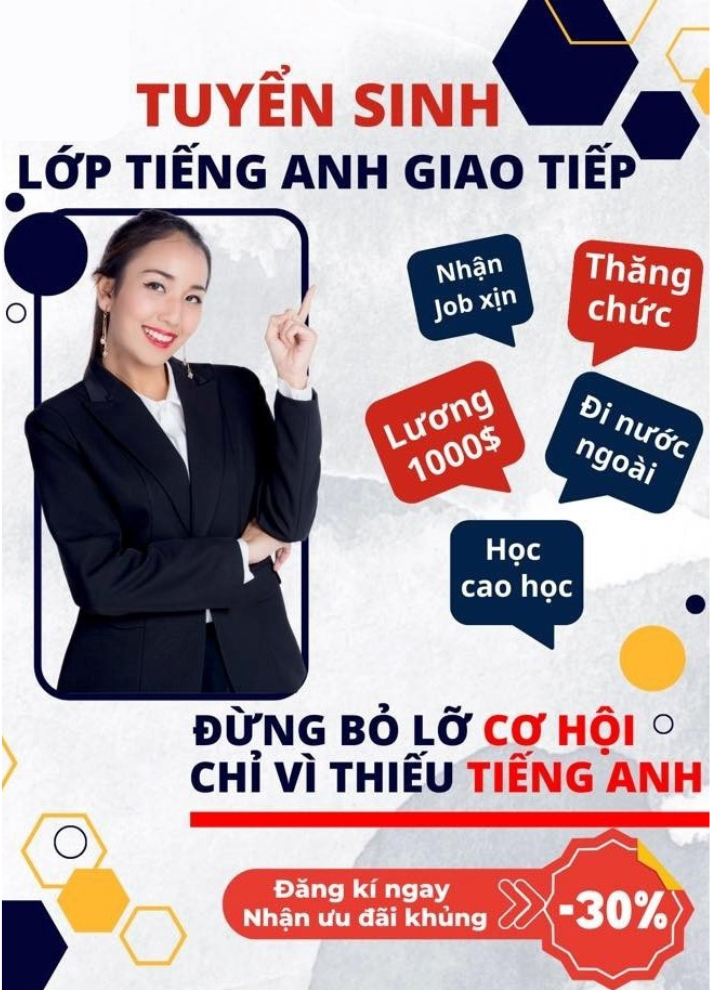 TUYỂN SINH
LỚP TIẾNG ANH GIAO TIẾP
Nhận
Job xịn
Thăng
chức
Lương
1000$
Đi nước
ngoài
Học
cao học
ĐỪNG BỎ LỠ CƠ HỘI
CHỈ VÌ THIẾU TIẾNG ANH
Đăng kí ngay
Nhận ưu đãi khủng
-30%